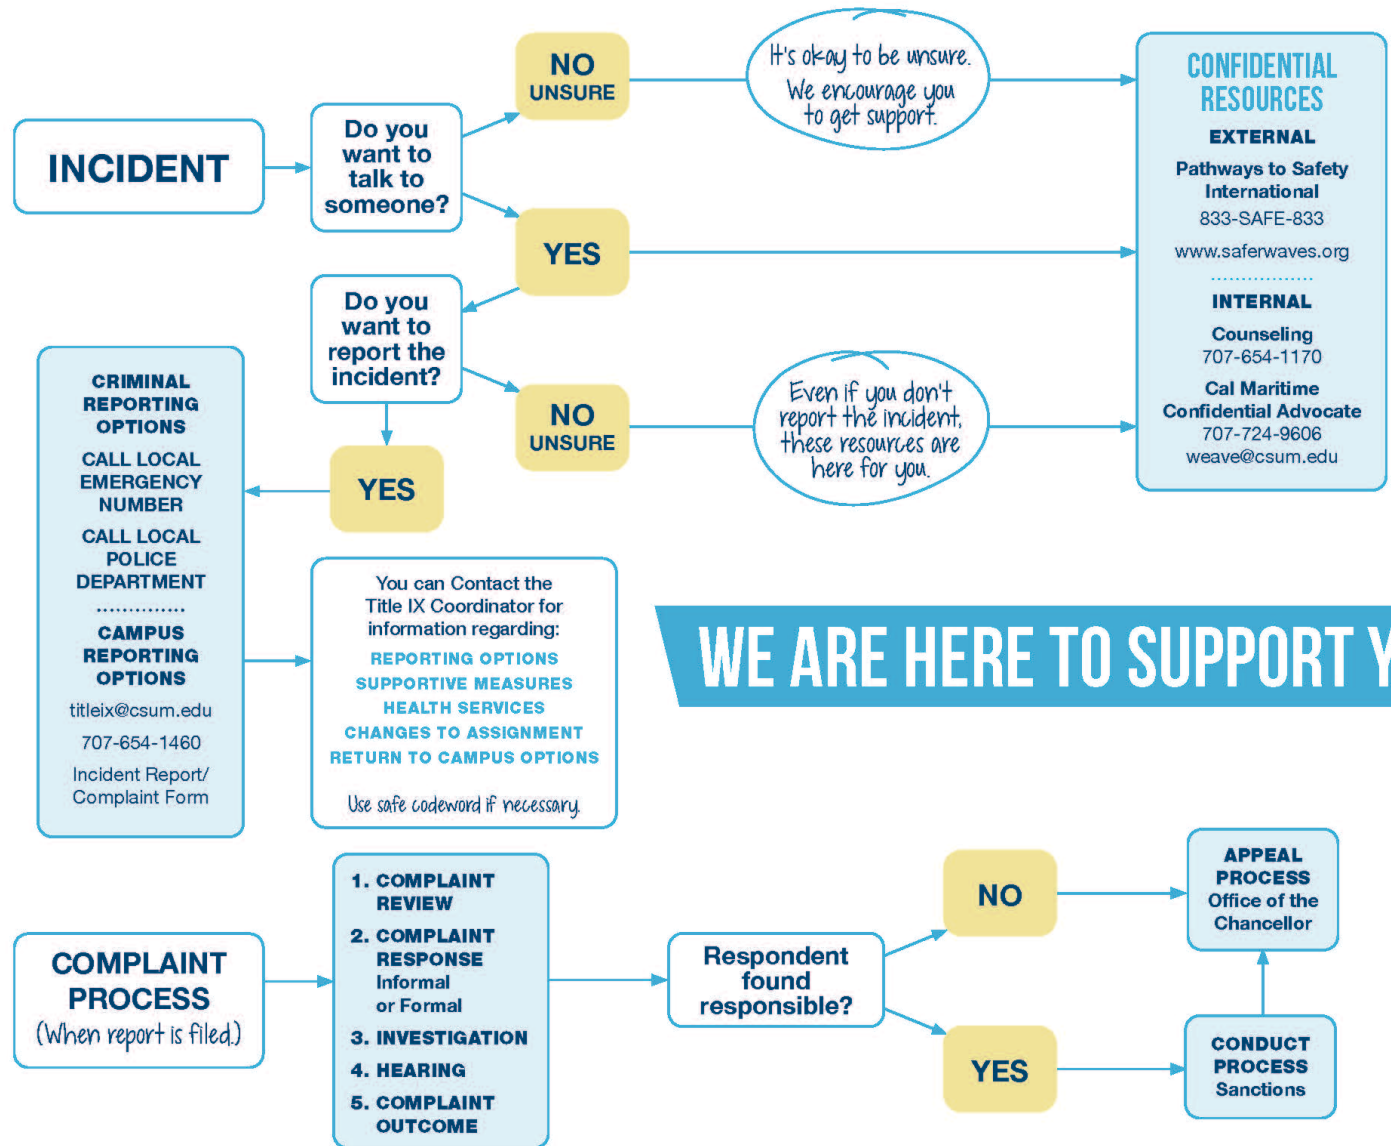 INCIDENT
Do you
want to
talk to
someone?
NO
UNSURE
It's okay to be unsure.
We encourage you
to get support.
YES
CONFIDENTIAL
RESOURCES
EXTERNAL
Pathways to Safety
International
833-SAFE-833
www.saferwaves.org
INTERNAL
Counseling
707-654-1170
Cal Maritime
Confidential Advocate
707-724-9606
weave@csum.edu
Do you
want to
report the
incident?
NO
UNSURE
Even if you don't
report the incident,
these resources are
here for you.
YES
CRIMINAL
REPORTING
OPTIONS
CALL LOCAL
EMERGENCY
NUMBER
CALL LOCAL
POLICE
DEPARTMENT
CAMPUS
REPORTING
OPTIONS
titleix@csum.edu
707-654-1460
Incident Report/
Complaint Form
You can Contact the
Title IX Coordinator for
information regarding:
REPORTING OPTIONS
SUPPORTIVE MEASURES
HEALTH SERVICES
CHANGES TO ASSIGNMENT
RETURN TO CAMPUS OPTIONS
Use safe codeword if necessary.
WE ARE HERE TO SUPPORT Y
COMPLAINT
PROCESS
(When report is filed.)
1. COMPLAINT
REVIEW
2. COMPLAINT
RESPONSE
Informal
or Formal
3. INVESTIGATION
4. HEARING
5. COMPLAINT
OUTCOME
Respondent
found
responsible?
NO
YES
APPEAL
PROCESS
Office of the
Chancellor
CONDUCT
PROCESS
Sanctions